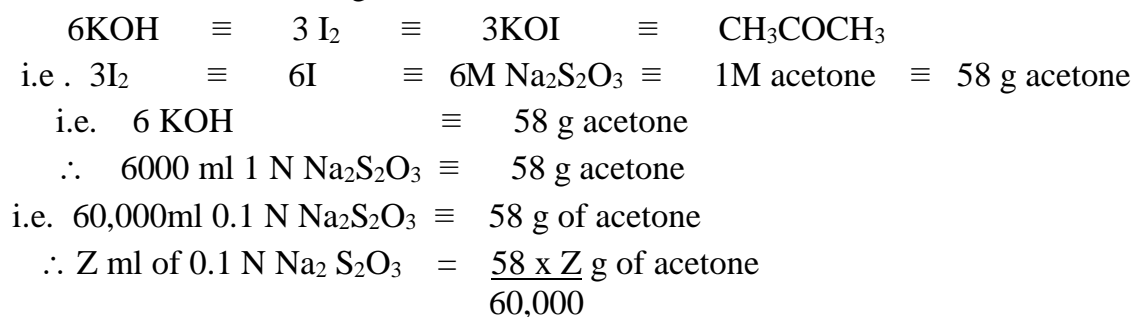 6KOH ≡ 3 I₂ ≡ 3KOI ≡ CH₃COCH₃
i.e . 3I₂ ≡ 6I ≡ 6M Na₂S₂O₃ ≡ 1M acetone ≡ 58 g acetone
i.e. 6 KOH ≡ 58 g acetone
∴ 6000 ml 1 N Na₂S₂O₃ ≡ 58 g acetone
i.e. 60,000ml 0.1 N Na₂S₂O₃ ≡ 58 g of acetone
∴ Z ml of 0.1 N Na₂ S₂O₃ = 58 x Z g of acetone
60,000